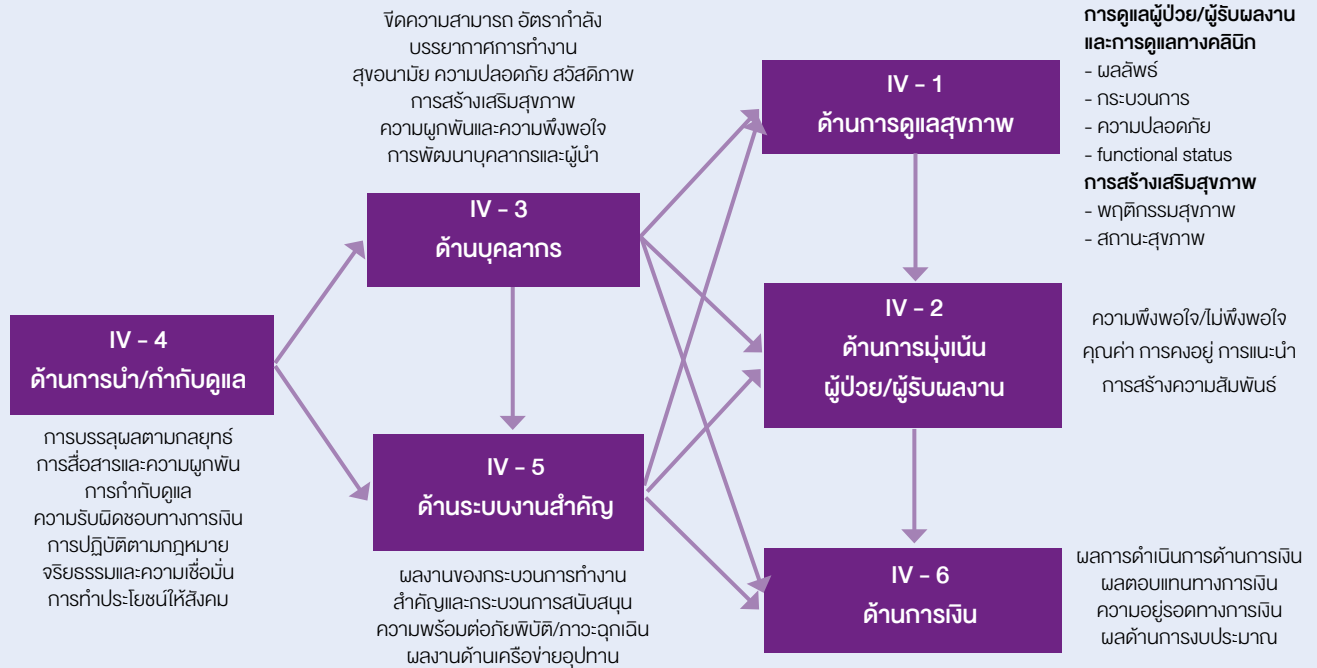 ขีดความสามารถ อัตรากำลัง
บรรยากาศการทำงาน
สุขอนามัย ความปลอดภัย สวัสดิภาพ
การสร้างเสริมสุขภาพ
ความผูกพันและความพึงพอใจ
การพัฒนาบุคลากรและผู้นำ
IV - 3
ด้านบุคลากร
IV - 4
ด้านการนำ/กำกับดูแล
การบรรลุผลตามกลยุทธ์
การสื่อสารและความผูกพัน
การกำกับดูแล
ความรับผิดชอบทางการเงิน
การปฏิบัติตามกฎหมาย
จริยธรรมและความเชื่อมั่น
การทำประโยชน์ให้สังคม
IV - 5
ด้านระบบงานสำคัญ
ผลงานของกระบวนการทำงาน
สำคัญและกระบวนการสนับสนุน
ความพร้อมต่อภัยพิบัติ/ภาวะฉุกเฉิน
ผลงานด้านเครือข่ายอุปทาน
IV - 1
ด้านการดูแลสุขภาพ
การดูแลผู้ป่วย/ผู้รับผลงาน
และการดูแลทางคลินิก
- ผลลัพธ์
- กระบวนการ
- ความปลอดภัย
- functional status
การสร้างเสริมสุขภาพ
- พฤติกรรมสุขภาพ
- สถานะสุขภาพ
IV - 2
ด้านการมุ่งเน้น
ผู้ป่วย/ผู้รับผลงาน
ความพึงพอใจ/ไม่พึงพอใจ
คุณค่า การคงอยู่ การแนะนำ
การสร้างความสัมพันธ์
IV - 6
ด้านการเงิน
ผลการดำเนินการด้านการเงิน
ผลตอบแทนทางการเงิน
ความอยู่รอดทางการเงิน
ผลด้านการงบประมาณ